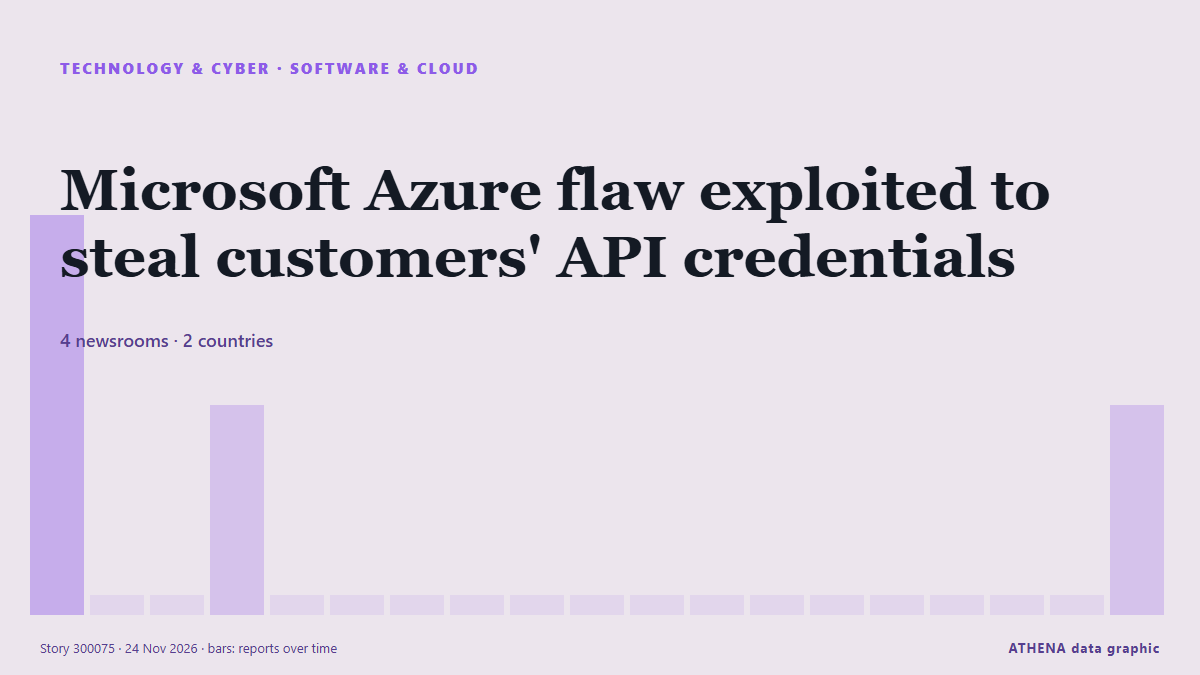 TECHNOLOGY & CYBER · SOFTWARE & CLOUD
Microsoft Azure flaw exploited to
steal customers' API credentials
4 newsrooms · 2 countries
Story 300075 · 24 Nov 2026 · bars: reports over time
ATHENA data graphic